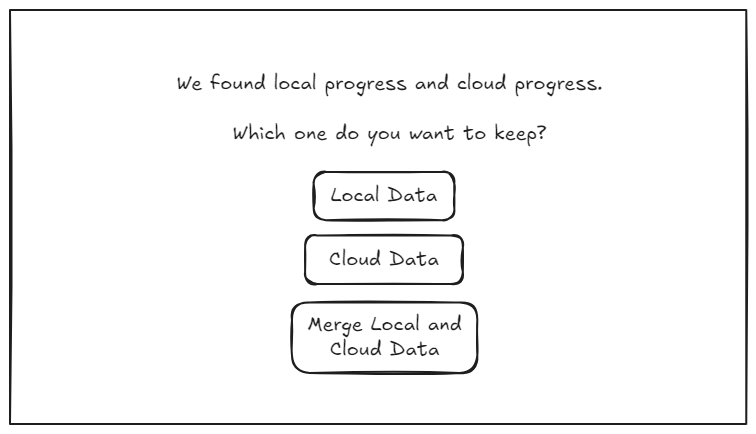 We found local progress and cloud progress.
Which one do you want to keep?
Local Data
Cloud Data
Merge Local and
Cloud Data